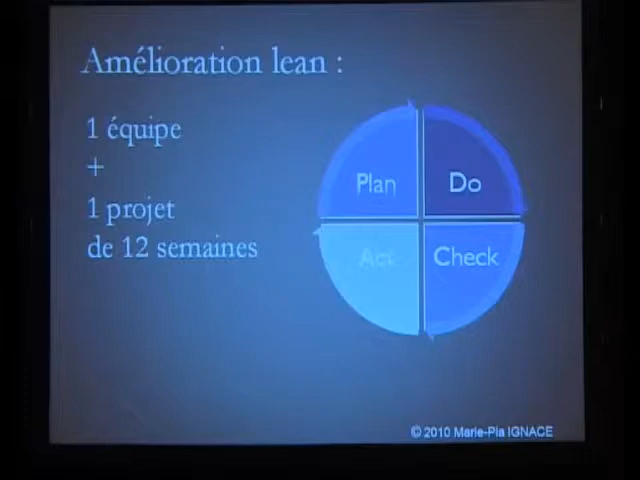 Amélioration lean :
1 équipe
+
1 projet
de 12 semaines
Plan
Do
Act
Check
© 2010 Marie-Pia IGNACE